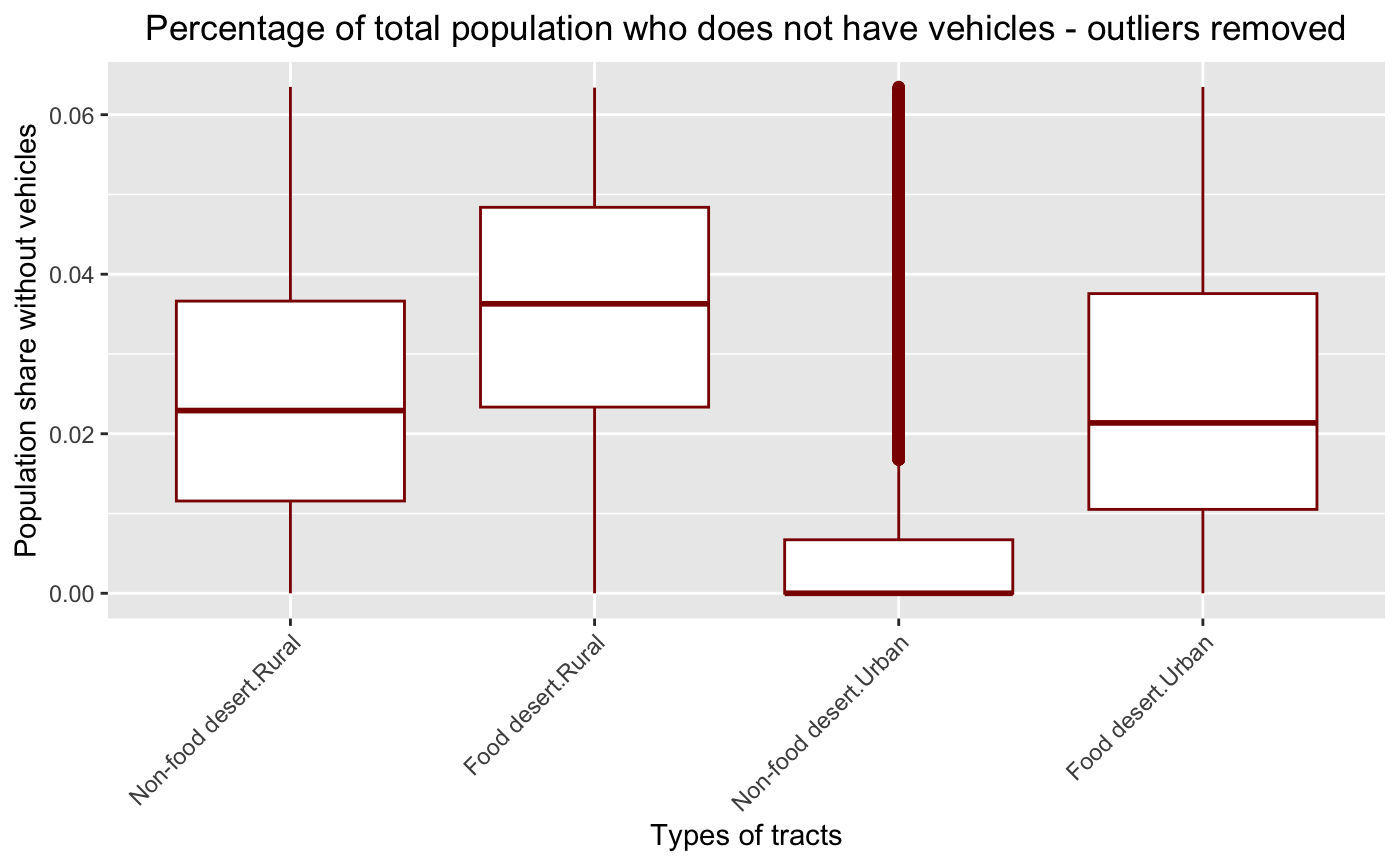 Percentage of total population who does not have vehicles - outliers removed
Population share without vehicles
0.06
0.04
0.02
0.00
Non-food desert.Rural
Food desert.Rural
Non-food desert.Urban
Food desert.Urban
Types of tracts